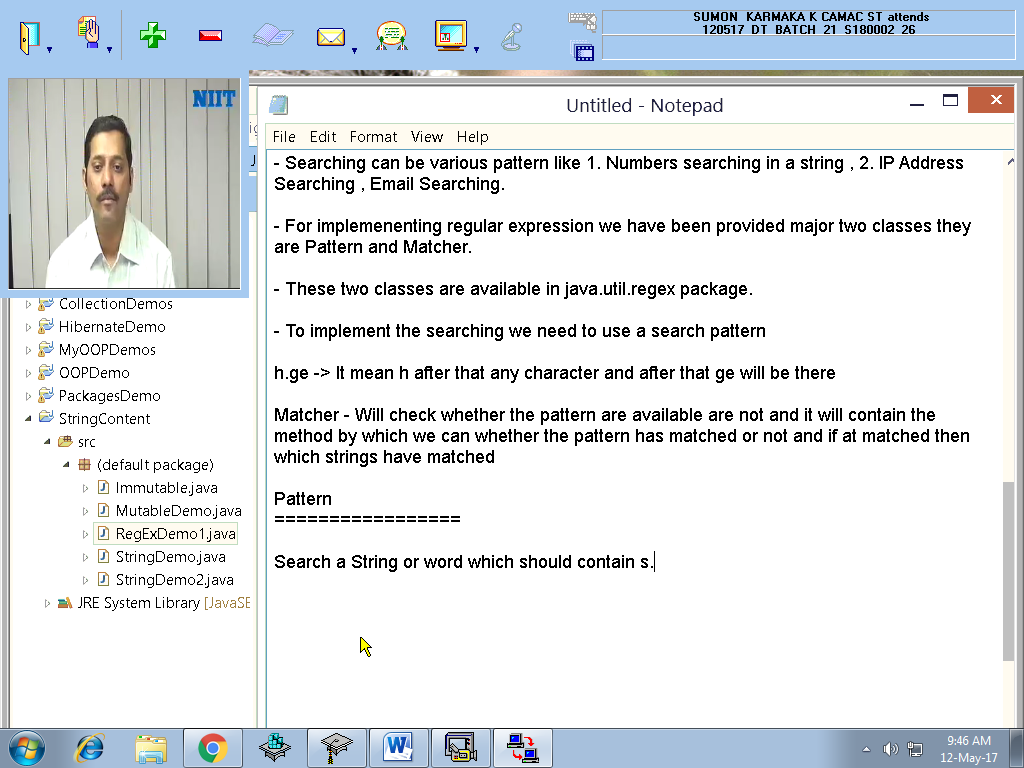 SUMON KARMAKA K CAMAC ST attends
120517_DT_BATCH_21_S180002_26
NIIT
Untitled - Notepad
File Edit Format View Help
- Searching can be various pattern like 1. Numbers searching in a string , 2. IP Address
Searching , Email Searching.
- For implemenenting regular expression we have been provided major two classes they
are Pattern and Matcher.
- These two classes are available in java.util.regex package.
- To implement the searching we need to use a search pattern
h.ge -> It mean h after that any character and after that ge will be there
Matcher - Will check whether the pattern are available are not and it will contain the
method by which we can whether the pattern has matched or not and if at matched then
which strings have matched
Pattern
=================
Search a String or word which should contain s.
CollectionDemos
HibernateDemo
MyOOPDemos
OOPDemo
PackagesDemo
StringContent
src
(default package)
Immutable.java
MutableDemo.java
RegExDemo1.java
StringDemo.java
StringDemo2.java
JRE System Library [JavaSE
9:46 AM
12-May-17